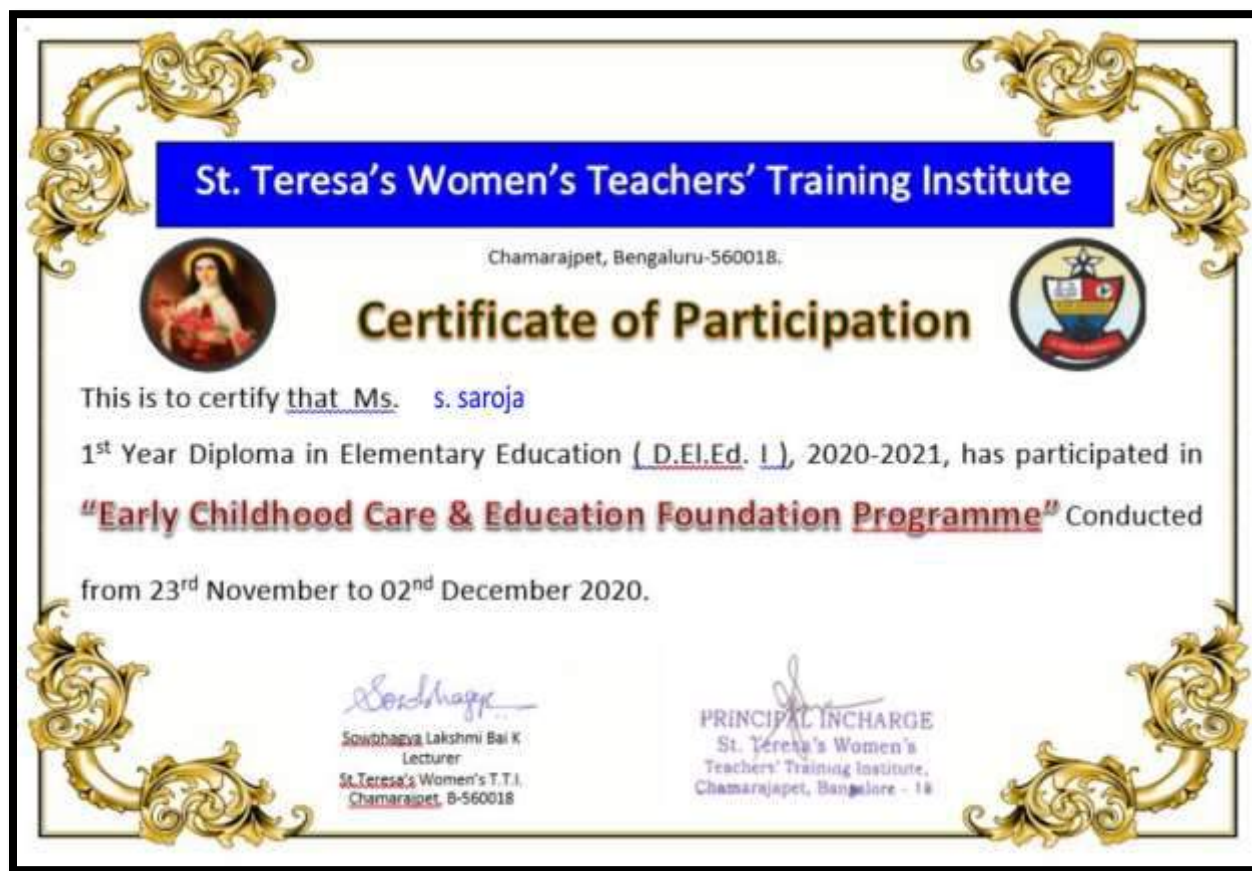 St. Teresa's Women's Teachers' Training Institute
Chamarajpet, Bengaluru-560018.
Certificate of Participation
This is to certify that Ms. s. saroja
1st Year Diploma in Elementary Education ( D.El.Ed. I ), 2020-2021, has participated in
"Early Childhood Care & Education Foundation Programme" Conducted
from 23rd November to 02nd December 2020.
Sowbhagya Lakshmi Bai K
Lecturer
St.Teresa's Women's T.T.I.
Chamarajpet, B-560018
PRINCIPAL INCHARGE
St. Teresa's Women's
Teachers' Training Institute,
Chamarajapet, Bangalore - 18